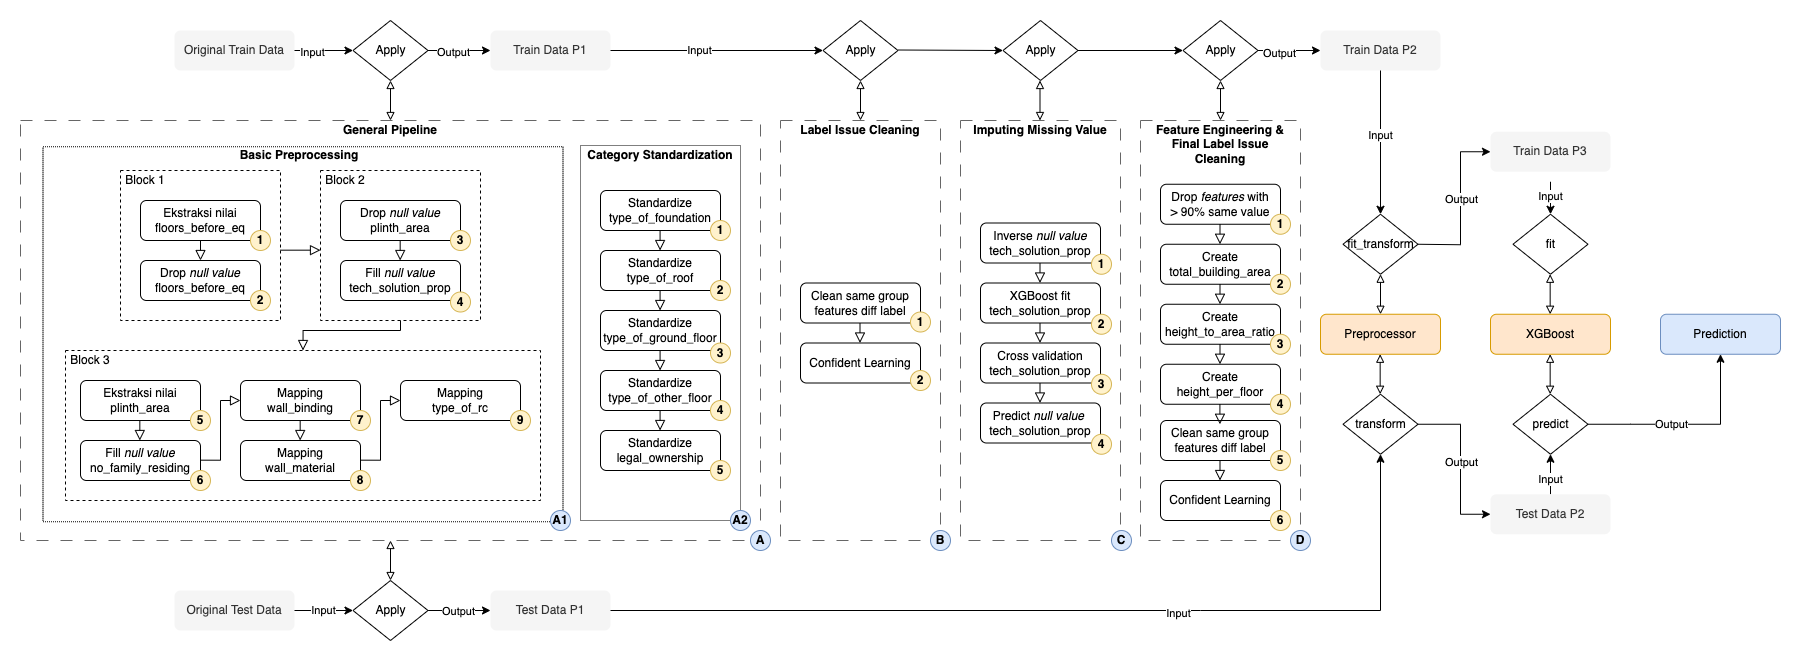 Original Train Data
Input
Apply
Output
Train Data P1
Input
Apply
Apply
Apply
Output
Train Data P2
General Pipeline
Basic Preprocessing
Block 1
Ekstraksi nilai
floors_before_eq
1
Drop null value
floors_before_eq
2
Block 2
Drop null value
plinth_area
3
Fill null value
tech_solution_prop
4
Block 3
Ekstraksi nilai
plinth_area
5
Fill null value
no_family_residing
6
Mapping
wall_binding
7
Mapping
wall_material
8
Mapping
type_of_rc
9
A1
Category Standardization
Standardize
type_of_foundation
1
Standardize
type_of_roof
2
Standardize
type_of_ground_floor
3
Standardize
type_of_other_floor
4
Standardize
legal_ownership
5
A2
A
Label Issue Cleaning
Clean same group
features diff label
1
Confident Learning
2
B
Imputing Missing Value
Inverse null value
tech_solution_prop
1
XGBoost fit
tech_solution_prop
2
Cross validation
tech_solution_prop
3
Predict null value
tech_solution_prop
4
C
Feature Engineering &
Final Label Issue
Cleaning
Drop features with
> 90% same value
1
Create
total_building_area
2
Create
height_to_area_ratio
3
Create
height_per_floor
4
Clean same group
features diff label
5
Confident Learning
6
D
Input
fit_transform
Output
Train Data P3
Input
fit
Preprocessor
XGBoost
Prediction
transform
Output
predict
Output
Input
Test Data P2
Original Test Data
Input
Apply
Output
Test Data P1
Input